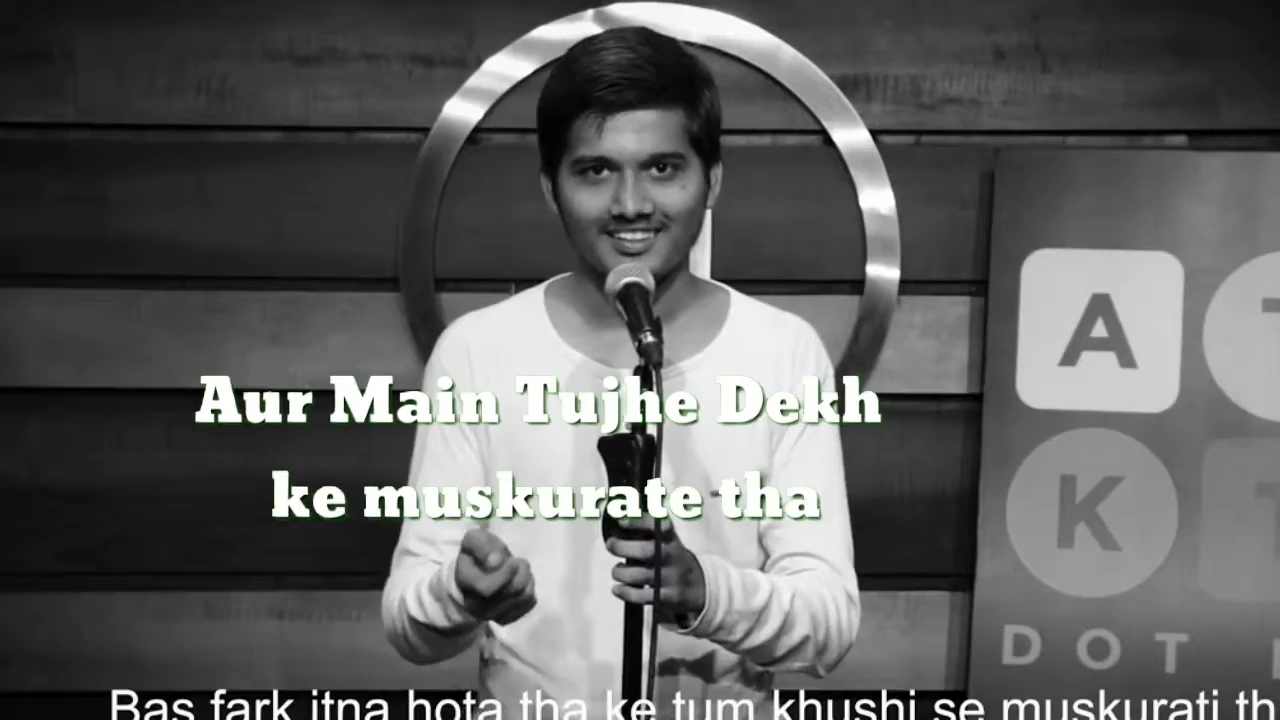 Aur Main Tujhe Dekh
ke muskurate tha
A
K
DOT
Bas fark itna hota tha ke tum khushi se muskurati th